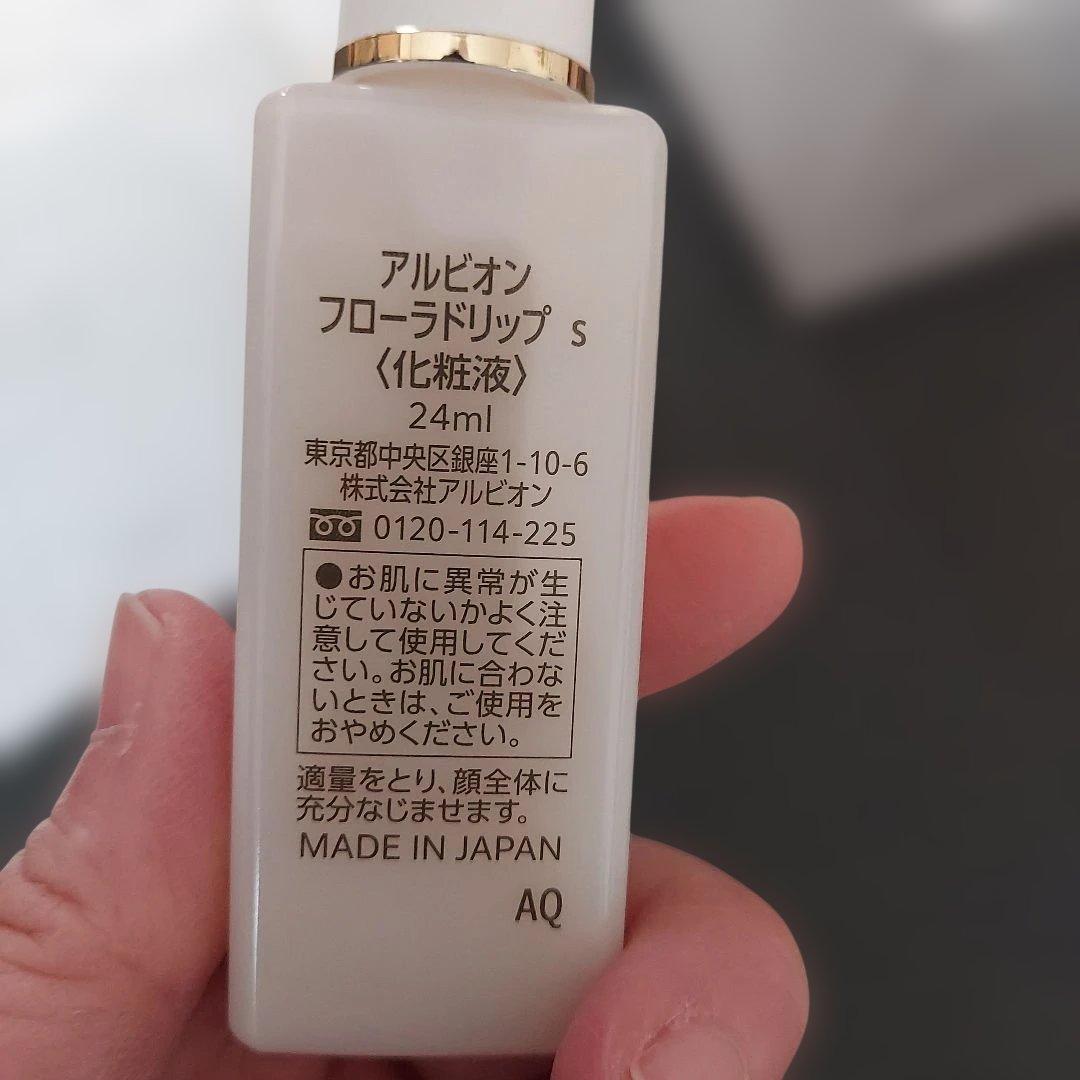 アルビオン
フローラドリップ s
〈化粧液〉
24ml
東京都中央区銀座1-10-6
株式会社アルビオン
0120-114-225
●お肌に異常が生
じていないかよく注
意して使用してくだ
さい。お肌に合わな
いときは、ご使用を
おやめください。
適量をとり、顔全体に
充分なじませます。
MADE IN JAPAN
AQ